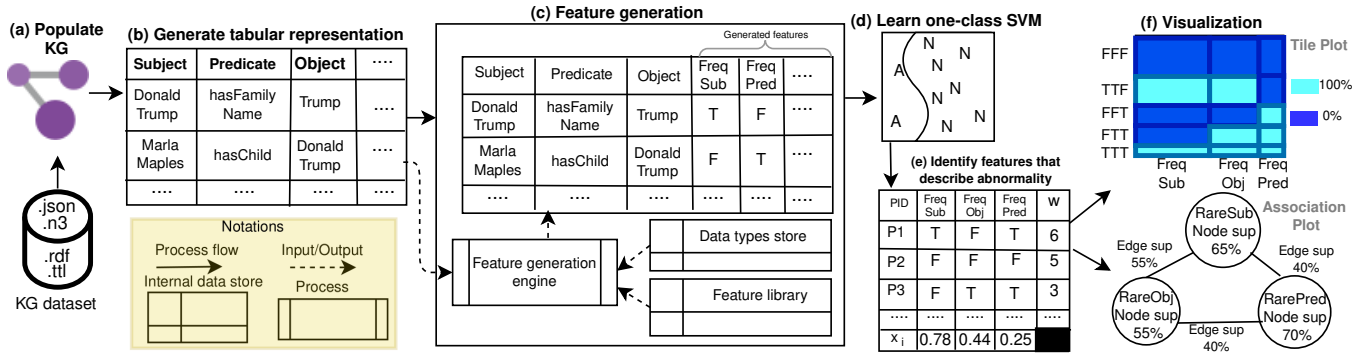 (a) Populate
KG
.json
.n3
.rdf
.ttl
KG dataset
(b) Generate tabular representation
Subject Predicate Object ....
Donald Trump hasFamily Name Trump ....
Marla Maples hasChild Donald Trump ....
.... .... .... ....
Notations
Process flow Input/Output
Internal data store Process
(c) Feature generation
Generated features
Subject Predicate Object Freq Sub Freq Pred ....
Donald Trump hasFamily Name Trump T F ....
Marla Maples hasChild Donald Trump F T ....
.... .... .... .... ....
Feature generation
engine
Data types store
Feature library
(d) Learn one-class SVM
A N N N N N N N N
A
(e) Identify features that
describe abnormality
PID Freq Sub Freq Obj Freq Pred W
P1 T F T 6
P2 F F F 5
P3 F T T 3
.... .... .... .... ....
x i 0.78 0.44 0.25
(f) Visualization
Tile Plot
FFF
TTF
FFT
FTT
TTT
100%
0%
Freq Freq Freq
Sub Obj Pred
Association
Plot
RareSub
Node sup
65%
Edge sup
55%
Edge sup
40%
RareObj
Node sup
55%
RarePred
Node sup
70%
Edge sup
40%